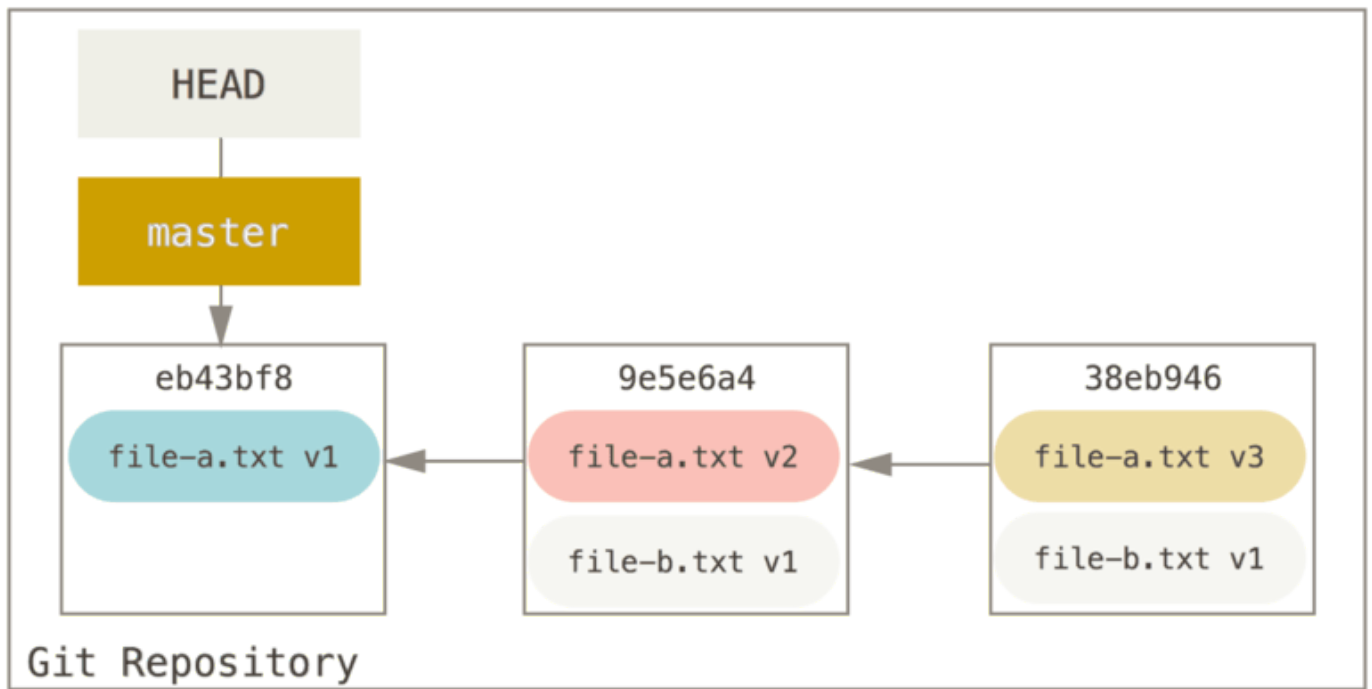 HEAD
master
eb43bf8
9e5e6a4
38eb946
file-a.txt v1
file-a.txt v2
file-a.txt v3
file-b.txt v1
file-b.txt v1
Git Repository